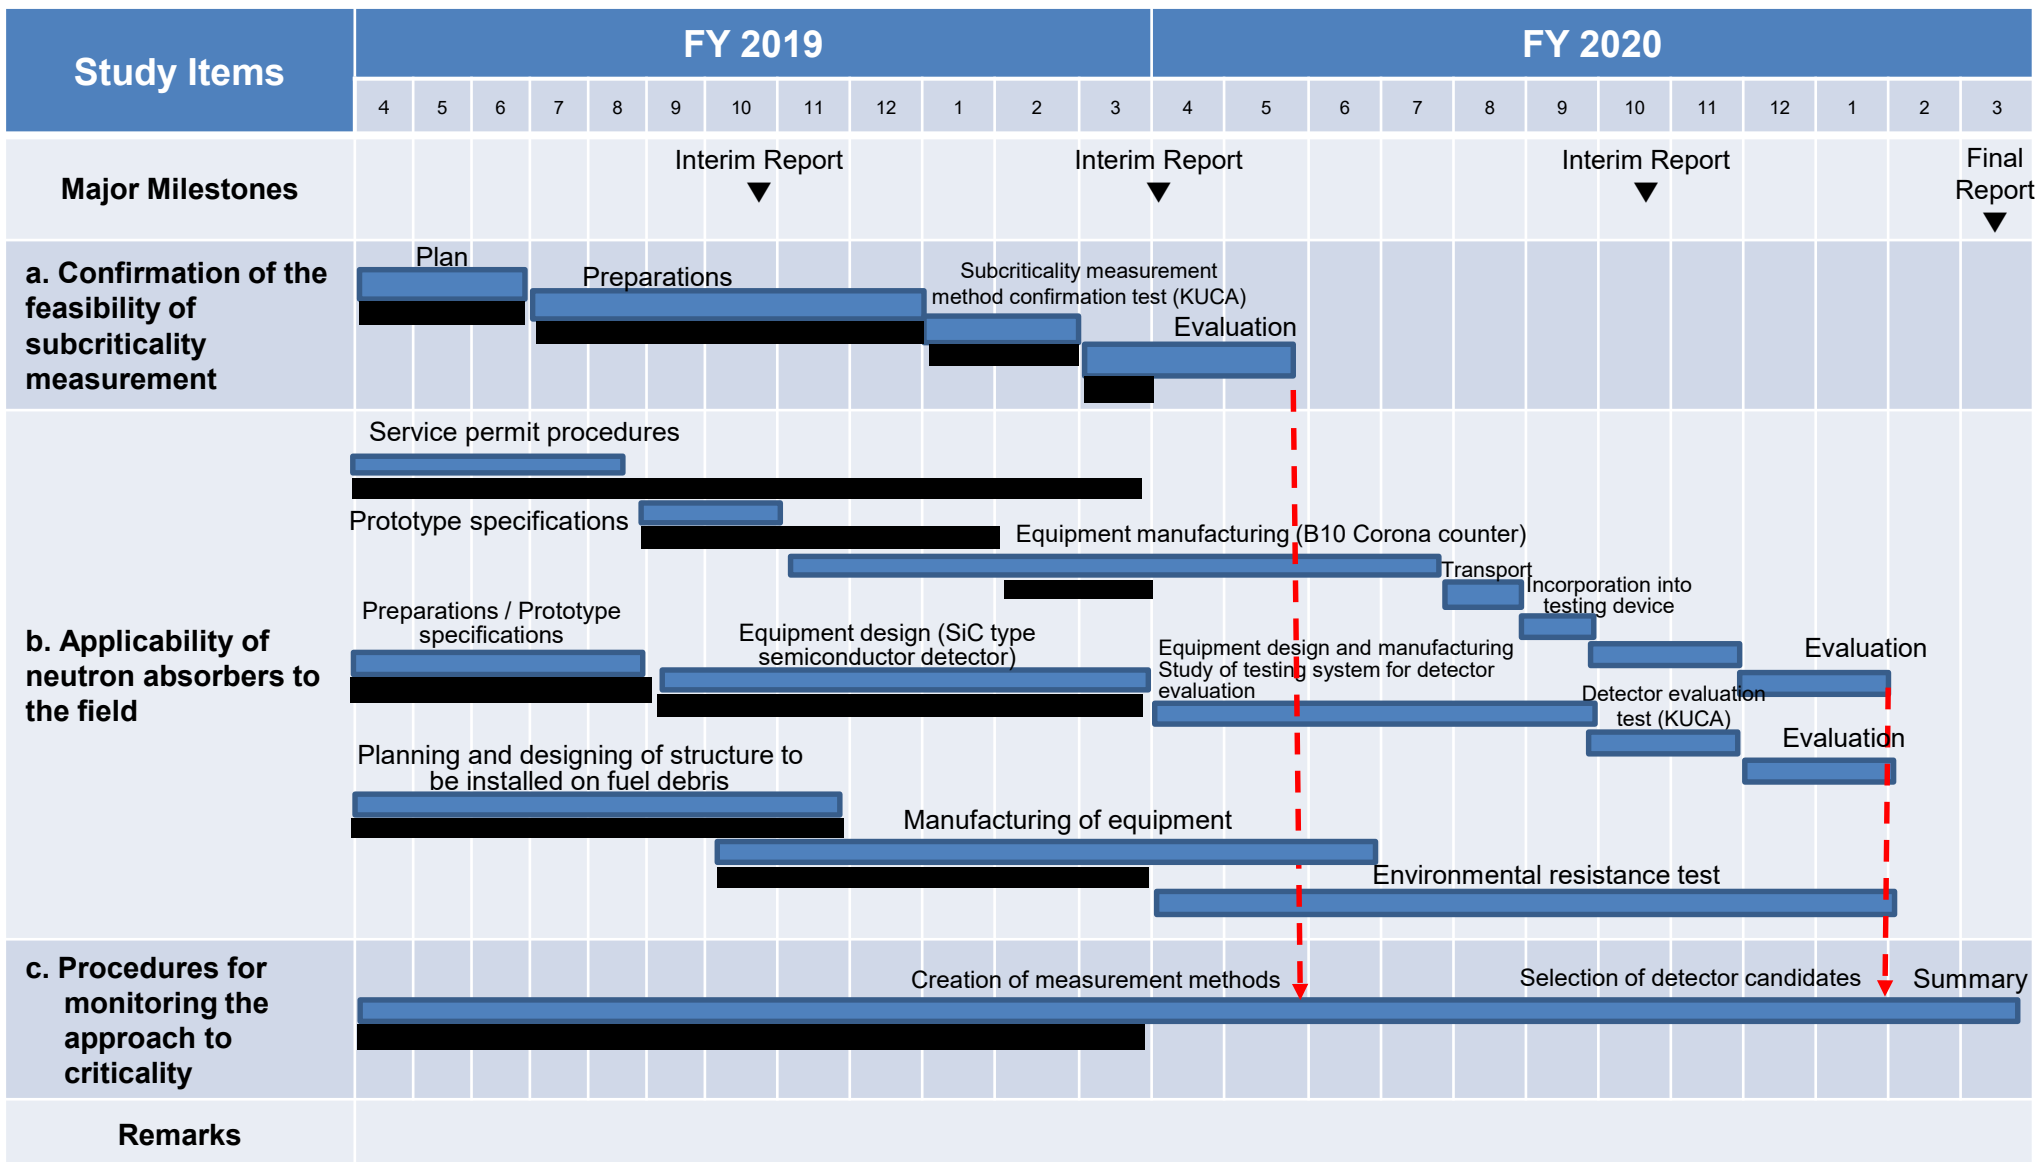 Study Items
FY 2019
FY 2020
4 5 6 7 8 9 10 11 12 1 2 3 4 5 6 7 8 9 10 11 12 1 2 3
Major Milestones
Interim Report
Interim Report
Interim Report
Final
Report
a. Confirmation of the
feasibility of
subcriticality
measurement
Plan
Preparations
Subcriticality measurement
method confirmation test (KUCA)
Evaluation
b. Applicability of
neutron absorbers to
the field
Service permit procedures
Prototype specifications
Equipment manufacturing (B10 Corona counter)
Transport
Incorporation into
testing device
Evaluation
Preparations / Prototype
specifications
Equipment design (SiC type
semiconductor detector)
Equipment design and manufacturing
Study of testing system for detector
evaluation
Detector evaluation
test (KUCA)
Evaluation
Planning and designing of structure to
be installed on fuel debris
Manufacturing of equipment
Environmental resistance test
c. Procedures for
monitoring the
approach to
criticality
Creation of measurement methods
Selection of detector candidates
Summary
Remarks